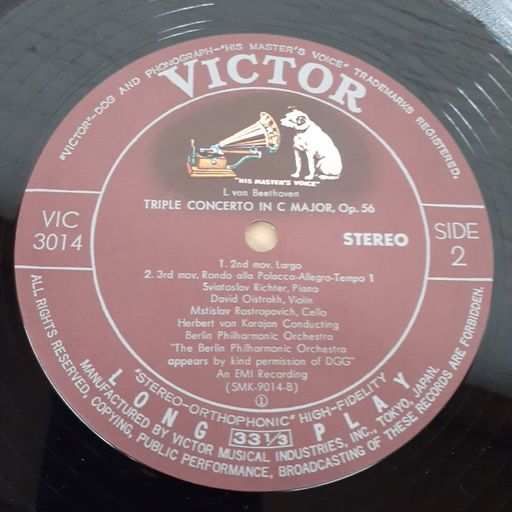 "VICTOR"-DOG AND PHONOGRAPH-"HIS MASTER'S VOICE" TRADEMARKS REGISTERED.
VICTOR
"HIS MASTER'S VOICE"
L. van Beethoven
TRIPLE CONCERTO IN C MAJOR, Op. 56
VIC
3014
STEREO
SIDE
2
1. 2nd mov. Largo
2. 3rd mov. Rondo alla Polacca-Allegro-Tempo 1
Sviatoslav Richter, Piano
David Oistrakh, Violin
Mstislav Rostropovich, Cello
Herbert von Karajan Conducting
Berlin Philharmonic Orchestra
"The Berlin Philharmonic Orchestra
appears by kind permission of DGG"
An EMI Recording
(SMK-9014-B)
1
"STEREO-ORTHOPHONIC" HIGH-FIDELITY
LONG 33 1/3 PLAY
MANUFACTURED BY VICTOR MUSICAL INDUSTRIES, INC., TOKYO, JAPAN.
ALL RIGHTS RESERVED, COPYING, PUBLIC PERFORMANCE, BROADCASTING OF THESE RECORDS ARE FORBIDDEN.